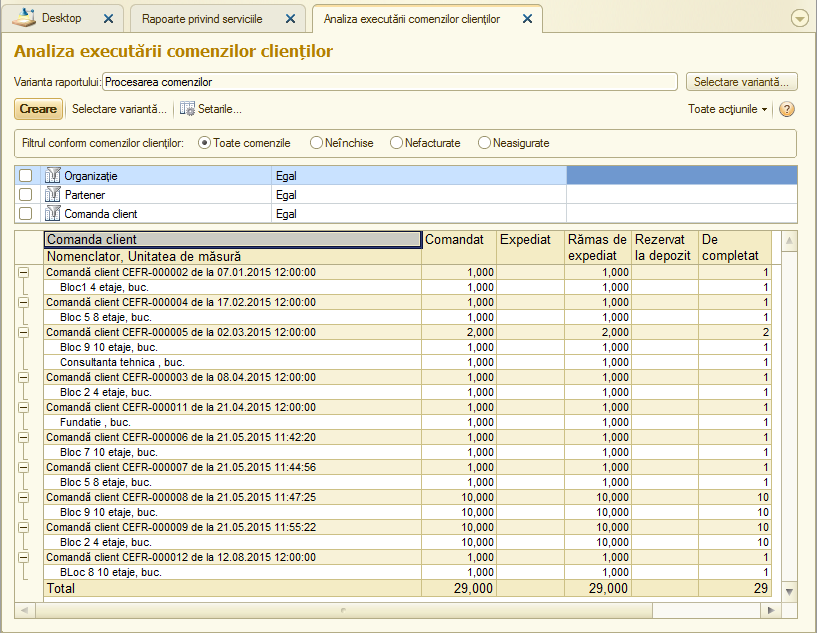 Desktop
Rapoarte privind serviciile
Analiza executării comenzilor clienților
Analiza executării comenzilor clienților
Varianta raportului: Procesarea comenzilor Selectare variantă...
Creare Selectare variantă... Setarile... Toate acțiunile ?
Filtrul conform comenzilor clienților: Toate comenzile Neînchise Nefacturate Neasigurate
Organizație Egal
Partener Egal
Comanda client Egal
Comanda client Comandat Expediat Rămas de expediat Rezervat la depozit De completat
Nomenclator, Unitatea de măsură
Comandă client CEFR-000002 de la 07.01.2015 12:00:00 1,000 1,000 1
Bloc1 4 etaje, buc. 1,000 1,000 1
Comandă client CEFR-000004 de la 17.02.2015 12:00:00 1,000 1,000 1
Bloc 5 8 etaje, buc. 1,000 1,000 1
Comandă client CEFR-000005 de la 02.03.2015 12:00:00 2,000 2,000 2
Bloc 9 10 etaje, buc. 1,000 1,000 1
Consultanta tehnica , buc. 1,000 1,000 1
Comandă client CEFR-000003 de la 08.04.2015 12:00:00 1,000 1,000 1
Bloc 2 4 etaje, buc. 1,000 1,000 1
Comandă client CEFR-000011 de la 21.04.2015 12:00:00 1,000 1,000 1
Fundatie , buc. 1,000 1,000 1
Comandă client CEFR-000006 de la 21.05.2015 11:42:20 1,000 1,000 1
Bloc 7 10 etaje, buc. 1,000 1,000 1
Comandă client CEFR-000007 de la 21.05.2015 11:44:56 1,000 1,000 1
Bloc 5 8 etaje, buc. 1,000 1,000 1
Comandă client CEFR-000008 de la 21.05.2015 11:47:25 10,000 10,000 10
Bloc 9 10 etaje, buc. 10,000 10,000 10
Comandă client CEFR-000009 de la 21.05.2015 11:55:22 10,000 10,000 10
Bloc 2 4 etaje, buc. 10,000 10,000 10
Comandă client CEFR-000012 de la 12.08.2015 12:00:00 1,000 1,000 1
BLoc 8 10 etaje, buc. 1,000 1,000 1
Total 29,000 29,000 29